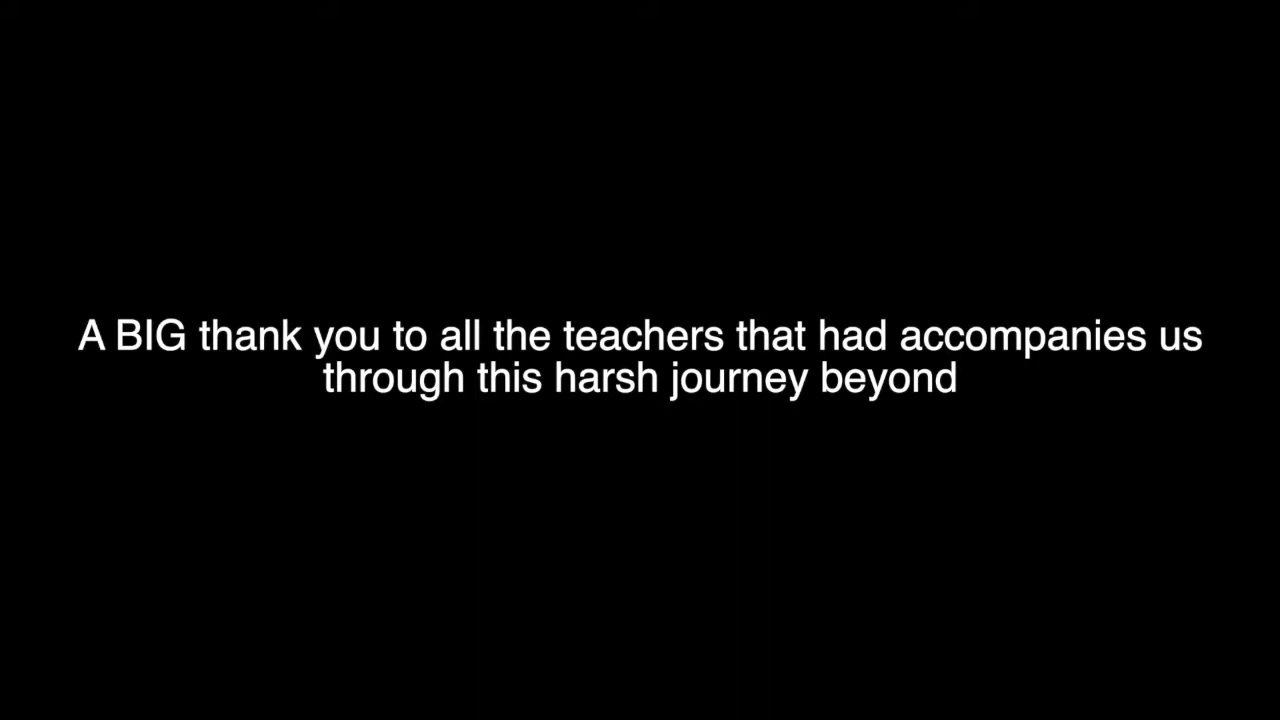 A BIG thank you to all the teachers that had accompanies us
through this harsh journey beyond